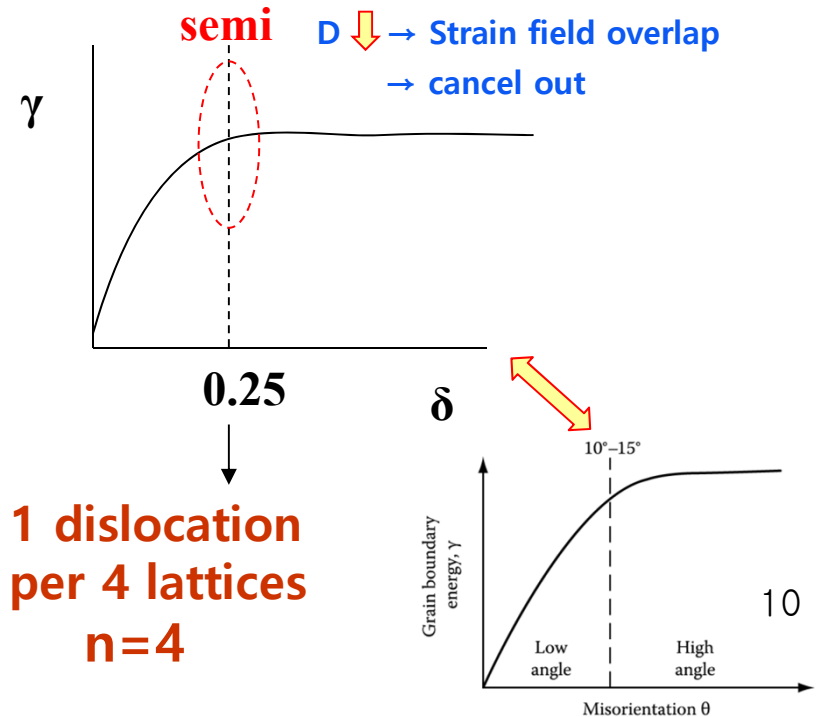 semi
D → Strain field overlap
→ cancel out
γ
0.25
δ
1 dislocation
per 4 lattices
n=4
10°–15°
Grain boundary
energy, γ
Low
angle
High
angle
10
Misorientation θ